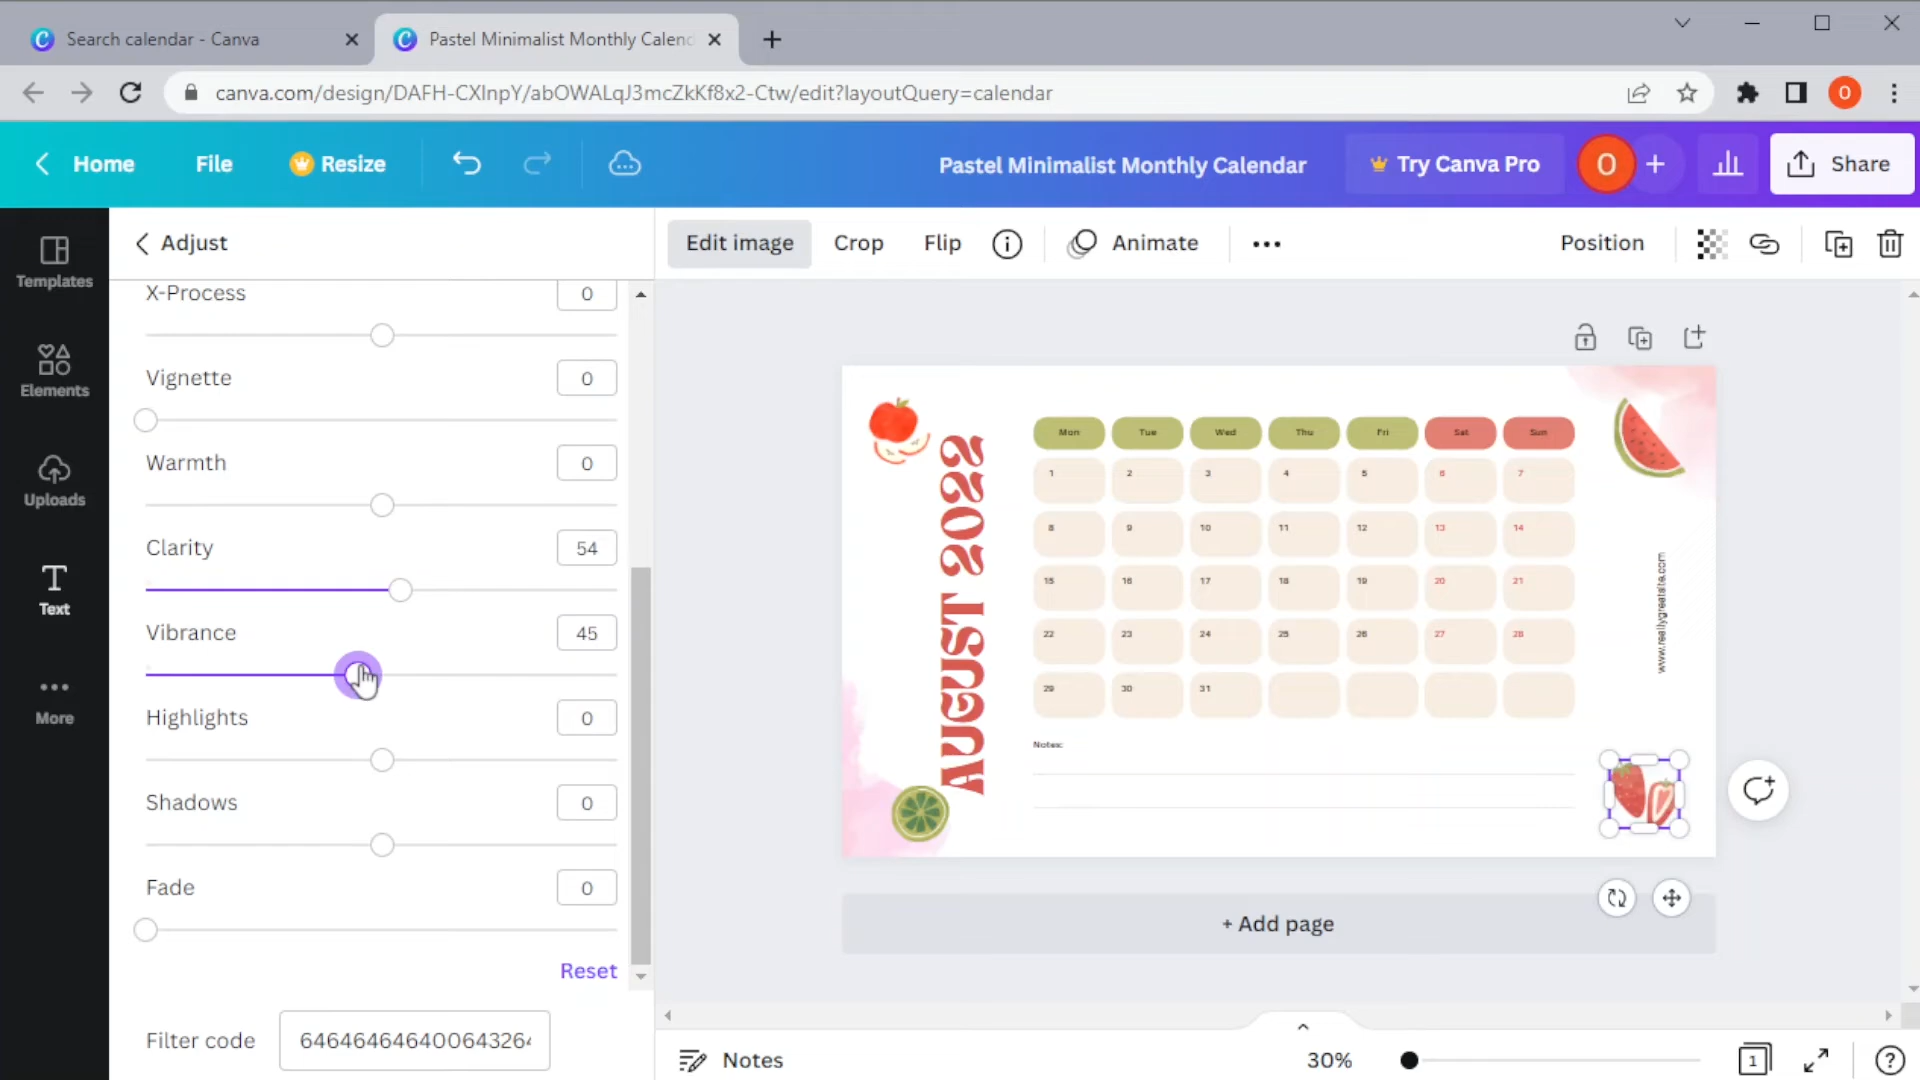 Search calendar - Canva
Pastel Minimalist Monthly Calend
canva.com/design/DAFH-CXlnpY/abOWALqJ3mcZkKf8x2-Ctw/edit?layoutQuery=calendar
O
Home
File
Resize
Pastel Minimalist Monthly Calendar
Try Canva Pro
O
Share
Templates
Elements
Uploads
Text
More
Adjust
X-Process
0
Vignette
0
Warmth
0
Clarity
54
Vibrance
45
Highlights
0
Shadows
0
Fade
0
Reset
Filter code
64646464640064326
Edit image
Crop
Flip
Animate
Position
AUGUST 2022
Mon Tue Wed Thu Fri Sat Sun
1 2 3 4 5 6 7
8 9 10 11 12 13 14
15 16 17 18 19 20 21
22 23 24 25 26 27 28
29 30 31
Notes:
www.reallygreatsite.com
+ Add page
Notes
30%
1